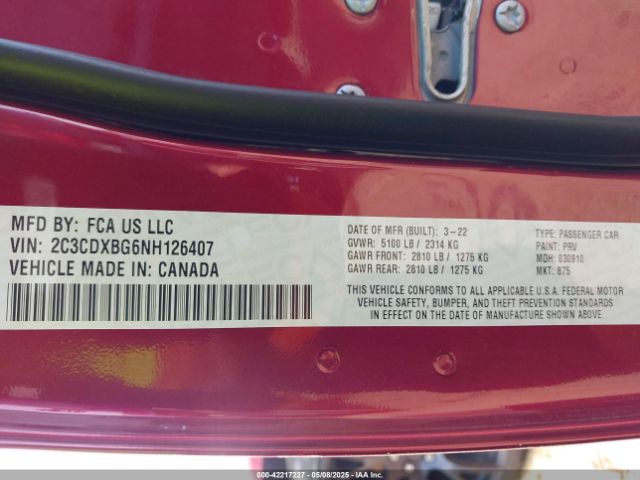 MFD BY: FCA US LLC
VIN: 2C3CDXBG6NH126407
VEHICLE MADE IN: CANADA
DATE OF MFR (BUILT): 3-22
GVWR: 5100 LB / 2314 KG
GAWR FRONT: 2810 LB / 1275 KG
GAWR REAR: 2810 LB / 1275 KG
TYPE: PASSENGER CAR
PAINT: PRV
MDH: 030910
MKT: 875
THIS VEHICLE CONFORMS TO ALL APPLICABLE U.S.A. FEDERAL MOTOR
VEHICLE SAFETY, BUMPER, AND THEFT PREVENTION STANDARDS
IN EFFECT ON THE DATE OF MANUFACTURE SHOWN ABOVE.
000-42217227 - 05/08/2025 - IAA Inc.